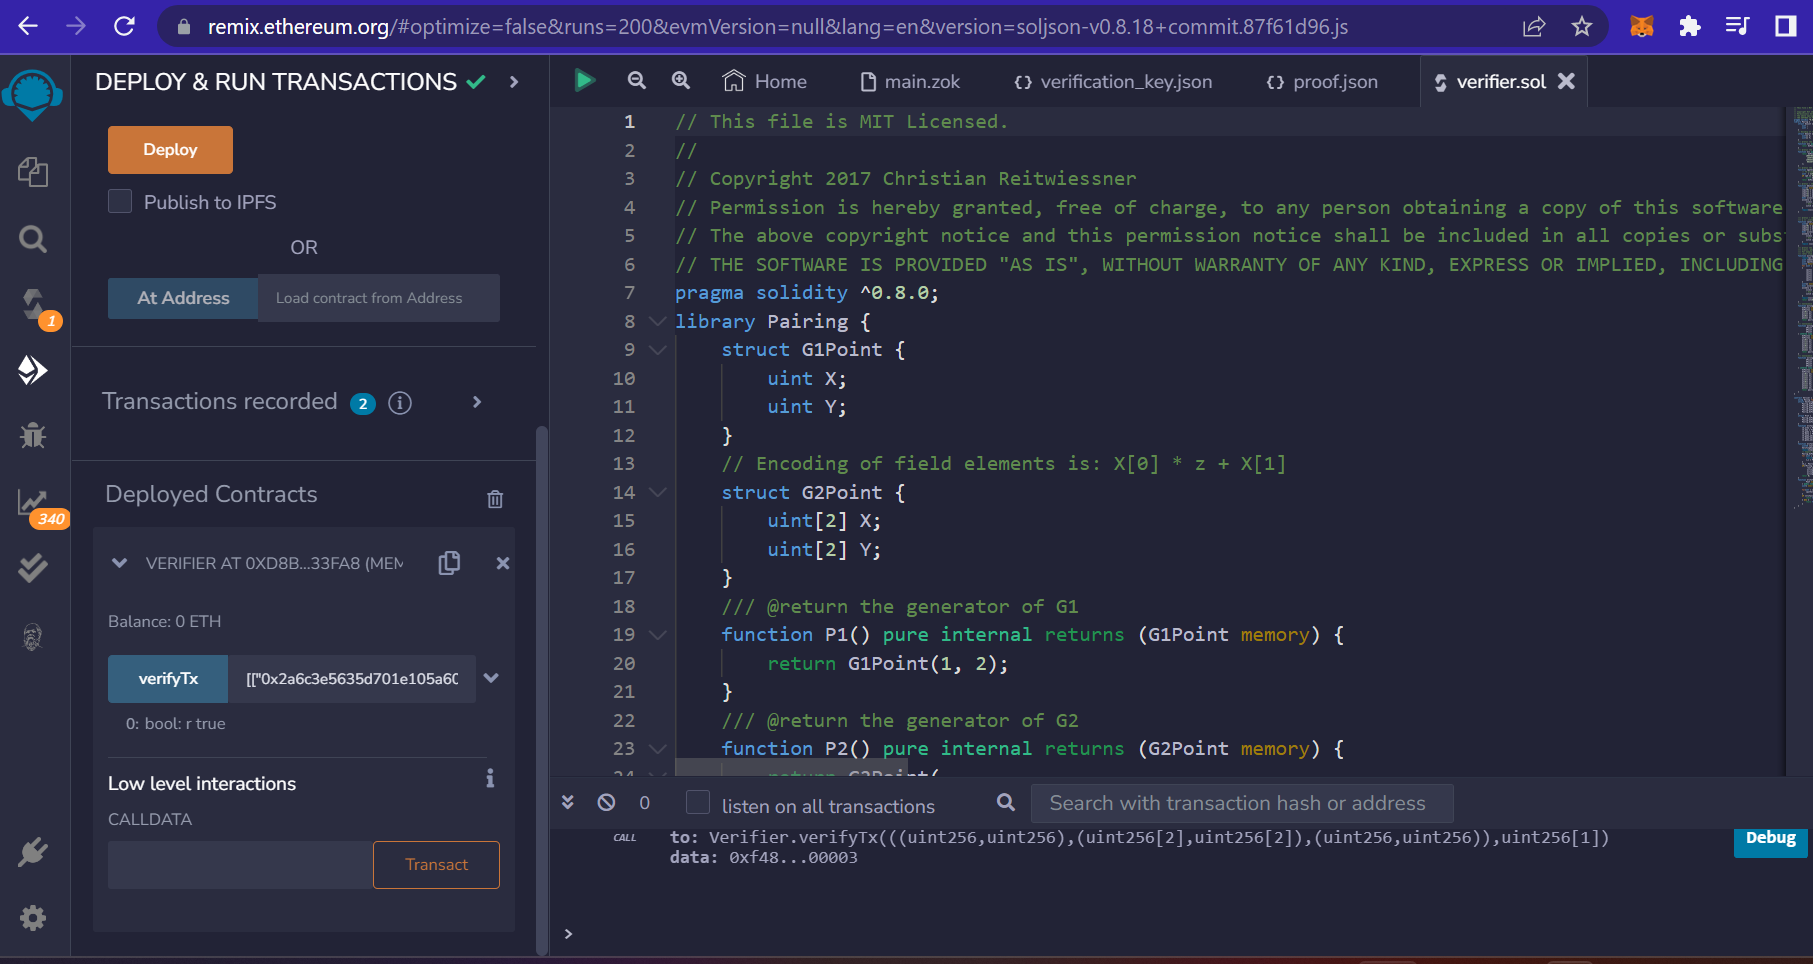 remix.ethereum.org/#optimize=false&runs=200&evmVersion=null&lang=en&version=soljson-v0.8.18+commit.87f61d96.js
DEPLOY & RUN TRANSACTIONS
Deploy
Publish to IPFS
OR
At Address Load contract from Address
1
Transactions recorded 2 i
Deployed Contracts
340
VERIFIER AT 0XD8B...33FA8 (MEM
Balance: 0 ETH
verifyTx [["0x2a6c3e5635d701e105a60
0: bool: r true
Low level interactions i
CALLDATA
Transact
Home main.zok {} verification_key.json {} proof.json verifier.sol
1 // This file is MIT Licensed.
2 //
3 // Copyright 2017 Christian Reitwiessner
4 // Permission is hereby granted, free of charge, to any person obtaining a copy of this software
5 // The above copyright notice and this permission notice shall be included in all copies or subs
6 // THE SOFTWARE IS PROVIDED "AS IS", WITHOUT WARRANTY OF ANY KIND, EXPRESS OR IMPLIED, INCLUDING
7 pragma solidity ^0.8.0;
8 library Pairing {
9 struct G1Point {
10 uint X;
11 uint Y;
12 }
13 // Encoding of field elements is: X[0] * z + X[1]
14 struct G2Point {
15 uint[2] X;
16 uint[2] Y;
17 }
18 /// @return the generator of G1
19 function P1() pure internal returns (G1Point memory) {
20 return G1Point(1, 2);
21 }
22 /// @return the generator of G2
23 function P2() pure internal returns (G2Point memory) {
24 return G2Point(
0 listen on all transactions Search with transaction hash or address
CALL to: Verifier.verifyTx(((uint256,uint256),(uint256[2],uint256[2]),(uint256,uint256)),uint256[1]) Debug
data: 0xf48...00003
>